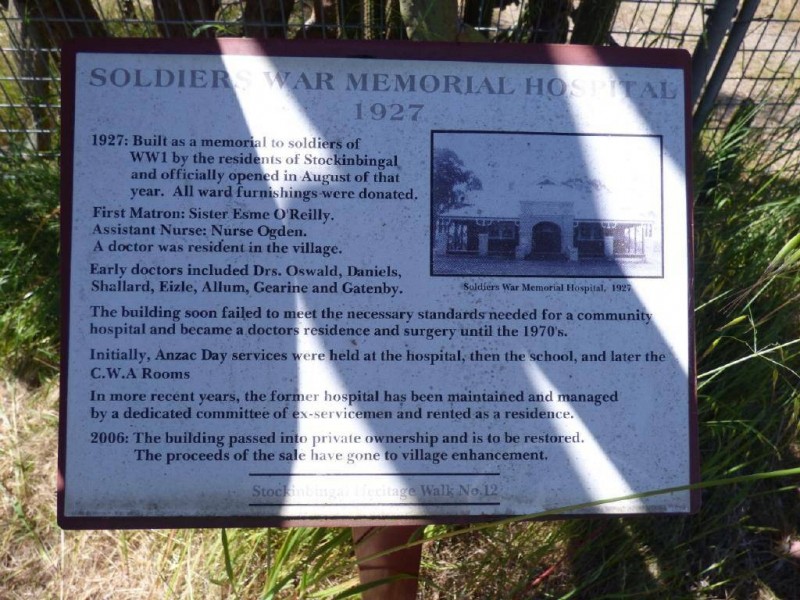 SOLDIERS WAR MEMORIAL HOSPITAL
1927
1927: Built as a memorial to soldiers of
WW1 by the residents of Stockinbingal
and officially opened in August of that
year. All ward furnishings were donated.
First Matron: Sister Esme O'Reilly.
Assistant Nurse: Nurse Ogden.
A doctor was resident in the village.
Early doctors included Drs. Oswald, Daniels,
Shallard, Eizle, Allum, Gearine and Gatenby.
Soldiers War Memorial Hospital, 1927
The building soon failed to meet the necessary standards needed for a community
hospital and became a doctors residence and surgery until the 1970's.
Initially, Anzac Day services were held at the hospital, then the school, and later the
C.W.A Rooms
In more recent years, the former hospital has been maintained and managed
by a dedicated committee of ex-servicemen and rented as a residence.
2006: The building passed into private ownership and is to be restored.
The proceeds of the sale have gone to village enhancement.
Stockinbingal Heritage Walk No.12